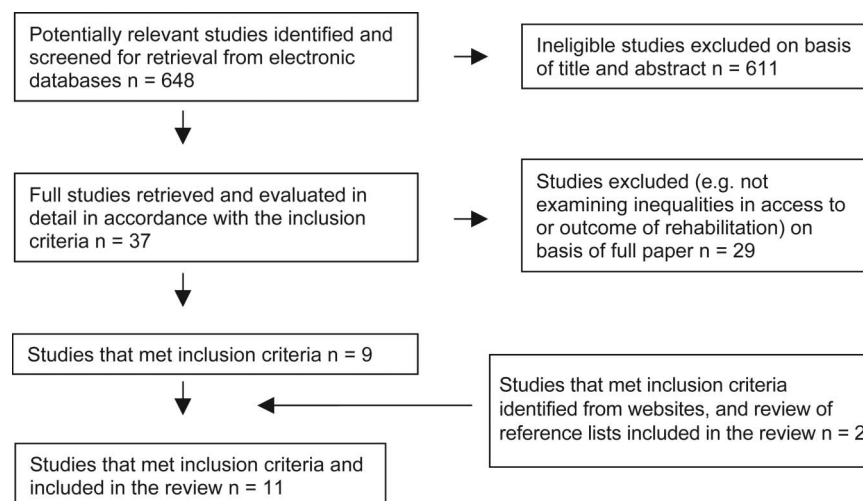 Potentially relevant studies identified and
screened for retrieval from electronic
databases n = 648
Ineligible studies excluded on basis
of title and abstract n = 611
Full studies retrieved and evaluated in
detail in accordance with the inclusion
criteria n = 37
Studies excluded (e.g. not
examining inequalities in access to
or outcome of rehabilitation) on
basis of full paper n = 29
Studies that met inclusion criteria n = 9
Studies that met inclusion criteria
identified from websites, and review of
reference lists included in the review n = 2
Studies that met inclusion criteria and
included in the review n = 11